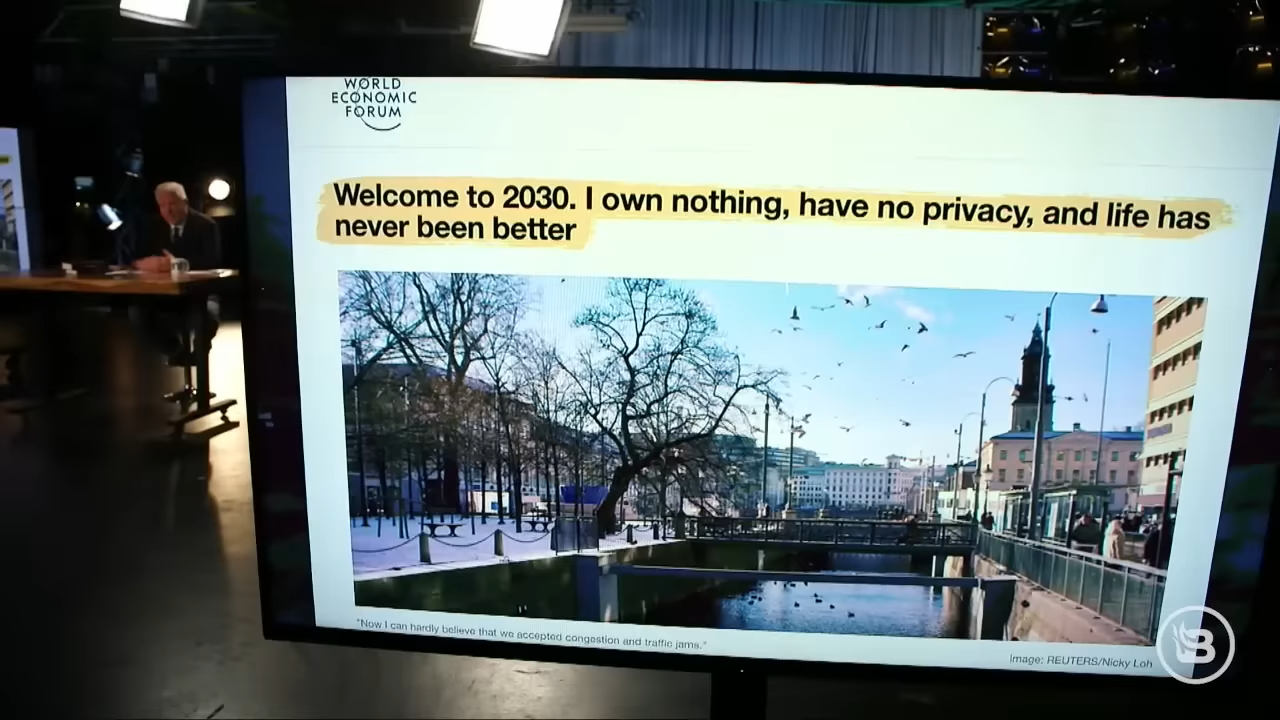 WORLD
ECONOMIC
FORUM
Welcome to 2030. I own nothing, have no privacy, and life has
never been better
"Now I can hardly believe that we accepted congestion and traffic jams."
Image: REUTERS/Nicky Loh
B